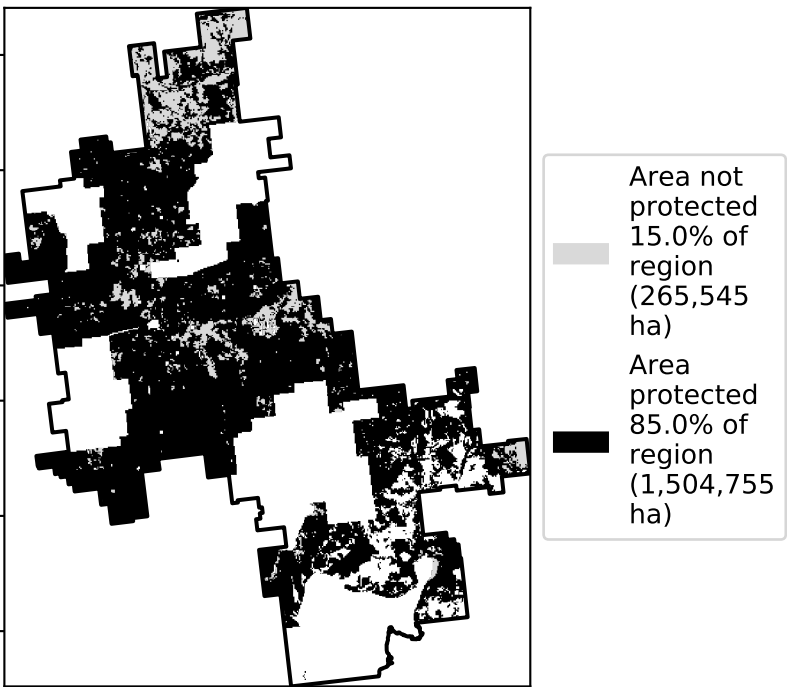 Area not
protected
15.0% of
region
(265,545
ha)
Area
protected
85.0% of
region
(1,504,755
ha)